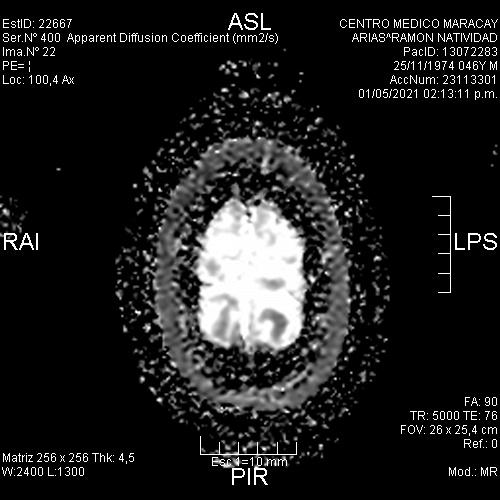 EstID: 22667
Ser.Nº 400 Apparent Diffusion Coefficient (mm2/s)
Ima.Nº 22
PE= ¦
Loc: 100,4 Ax
ASL
CENTRO MEDICO MARACAY
ARIAS^RAMON NATIVIDAD
PacID: 13072283
25/11/1974 046Y M
AccNum: 23113301
01/05/2021 02:13:11 p.m.
RAI
LPS
Matriz 256 x 256 Thk: 4,5
W:2400 L:1300
Esc 1=10 mm
PIR
FA: 90
TR: 5000 TE: 76
FOV: 26 x 25,4 cm
Ref.: 0
Mod.: MR